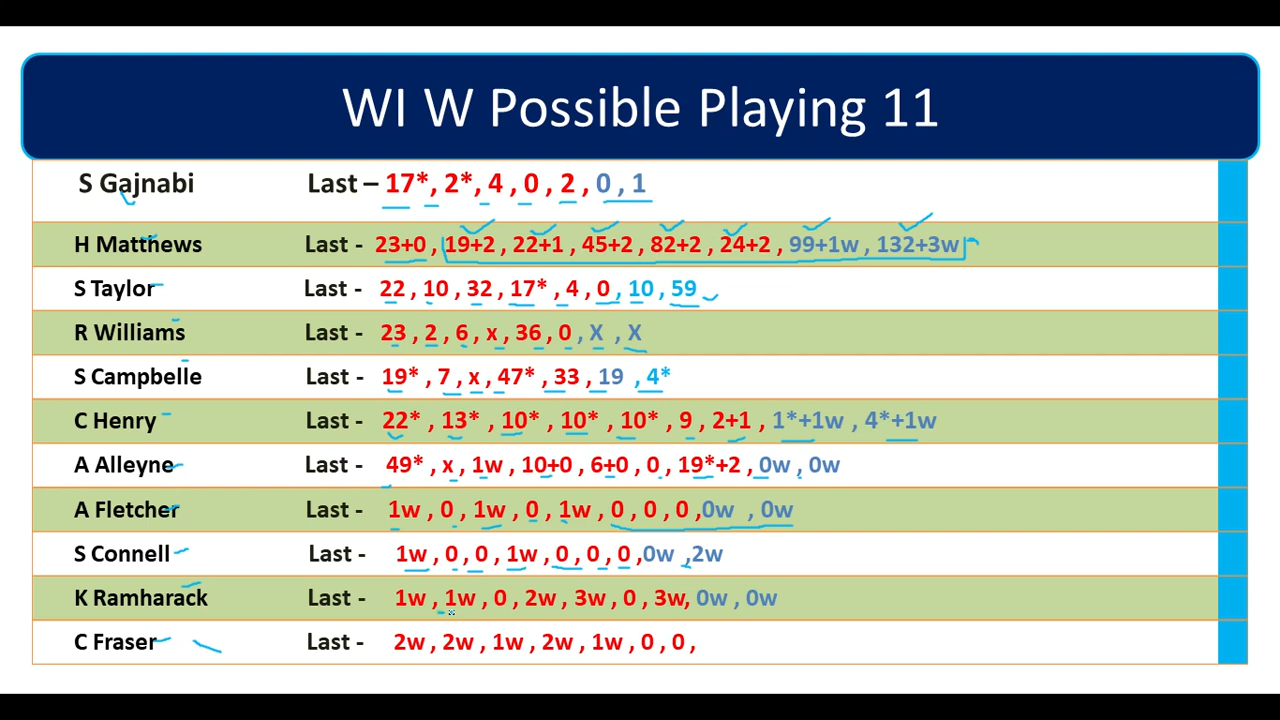 WI W Possible Playing 11
S Gajnabi Last – 17*, 2*, 4 , 0 , 2 , 0 , 1
H Matthews Last - 23+0 , 19+2 , 22+1 , 45+2 , 82+2 , 24+2 , 99+1w , 132+3w
S Taylor Last - 22 , 10 , 32 , 17* , 4 , 0 , 10 , 59
R Williams Last - 23 , 2 , 6 , x , 36 , 0 , X , X
S Campbelle Last - 19* , 7 , x , 47* , 33 , 19 , 4*
C Henry Last - 22* , 13* , 10* , 10* , 10* , 9 , 2+1 , 1*+1w , 4*+1w
A Alleyne Last - 49* , x , 1w , 10+0 , 6+0 , 0 , 19*+2 , 0w , 0w
A Fletcher Last - 1w , 0 , 1w , 0 , 1w , 0 , 0 , 0 ,0w , 0w
S Connell Last - 1w , 0 , 0 , 1w , 0 , 0 , 0 ,0w ,2w
K Ramharack Last - 1w , 1w , 0 , 2w , 3w , 0 , 3w, 0w , 0w
C Fraser Last - 2w , 2w , 1w , 2w , 1w , 0 , 0 ,